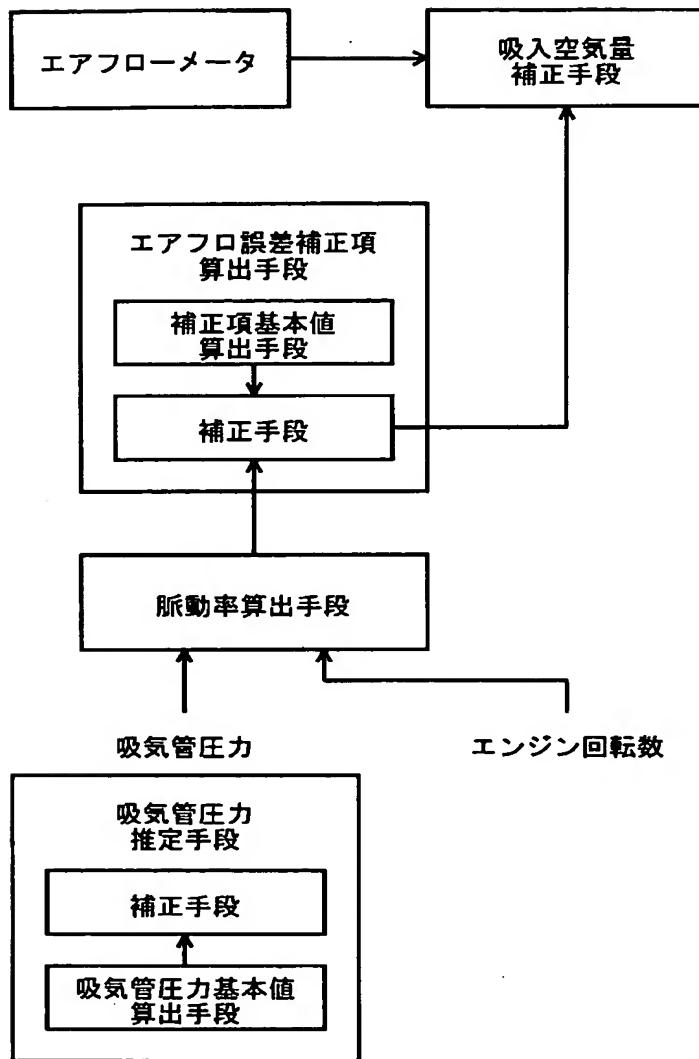 エアフローメータ
吸入空気量
補正手段
エアフロ誤差補正項
算出手段
補正項基本値
算出手段
補正手段
脈動率算出手段
吸気管圧力
エンジン回転数
吸気管圧力
推定手段
補正手段
吸気管圧力基本値
算出手段